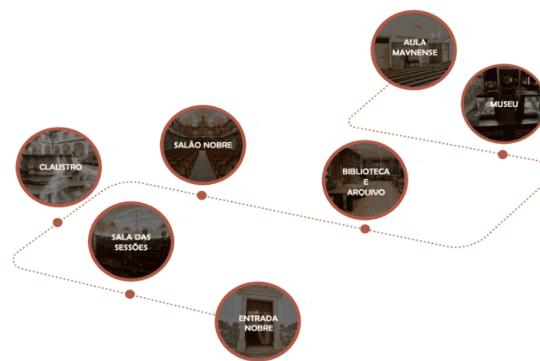 AULA
MAYNENSE
MUSEU
SALÃO NOBRE
CLAUSTRO
BIBLIOTECA
E
ARQUIVO
SALA DAS
SESSÕES
ENTRADA
NOBRE